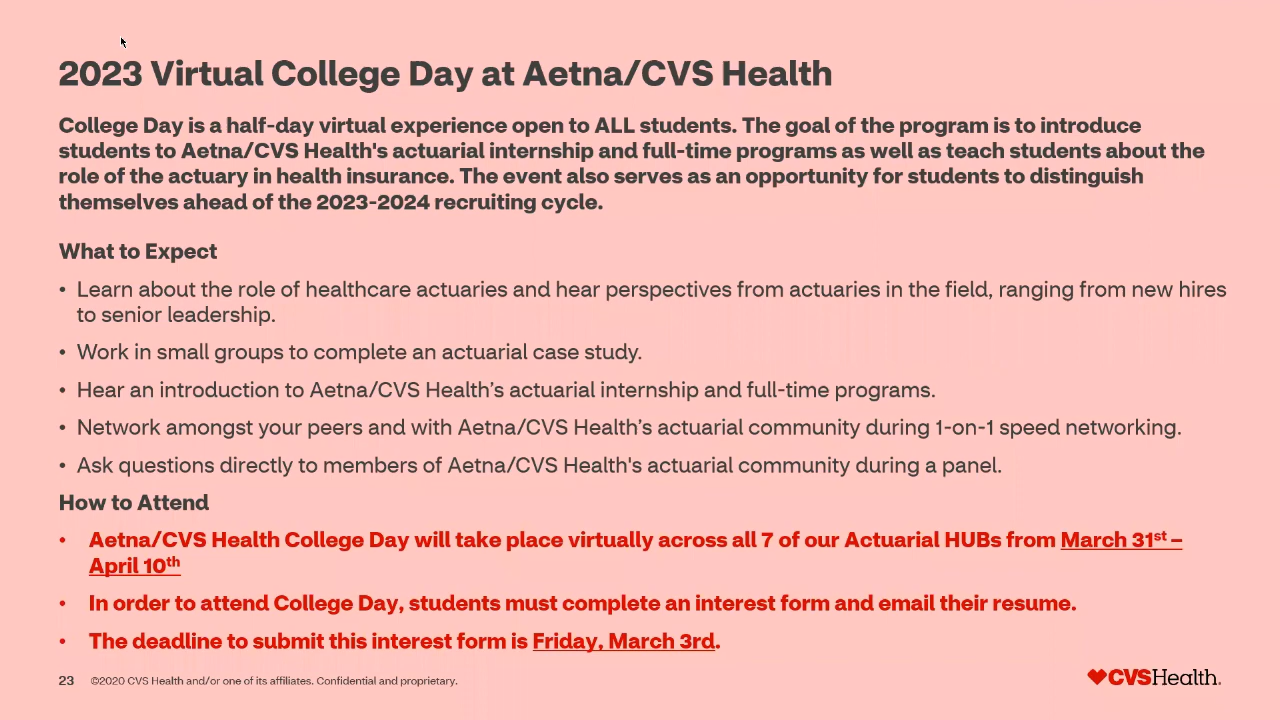 2023 Virtual College Day at Aetna/CVS Health
College Day is a half-day virtual experience open to ALL students. The goal of the program is to introduce
students to Aetna/CVS Health's actuarial internship and full-time programs as well as teach students about the
role of the actuary in health insurance. The event also serves as an opportunity for students to distinguish
themselves ahead of the 2023-2024 recruiting cycle.
What to Expect
• Learn about the role of healthcare actuaries and hear perspectives from actuaries in the field, ranging from new hires
to senior leadership.
• Work in small groups to complete an actuarial case study.
• Hear an introduction to Aetna/CVS Health’s actuarial internship and full-time programs.
• Network amongst your peers and with Aetna/CVS Health’s actuarial community during 1-on-1 speed networking.
• Ask questions directly to members of Aetna/CVS Health's actuarial community during a panel.
How to Attend
• Aetna/CVS Health College Day will take place virtually across all 7 of our Actuarial HUBs from March 31st –
April 10th
• In order to attend College Day, students must complete an interest form and email their resume.
• The deadline to submit this interest form is Friday, March 3rd.
23 ©2020 CVS Health and/or one of its affiliates. Confidential and proprietary.
CVSHealth.